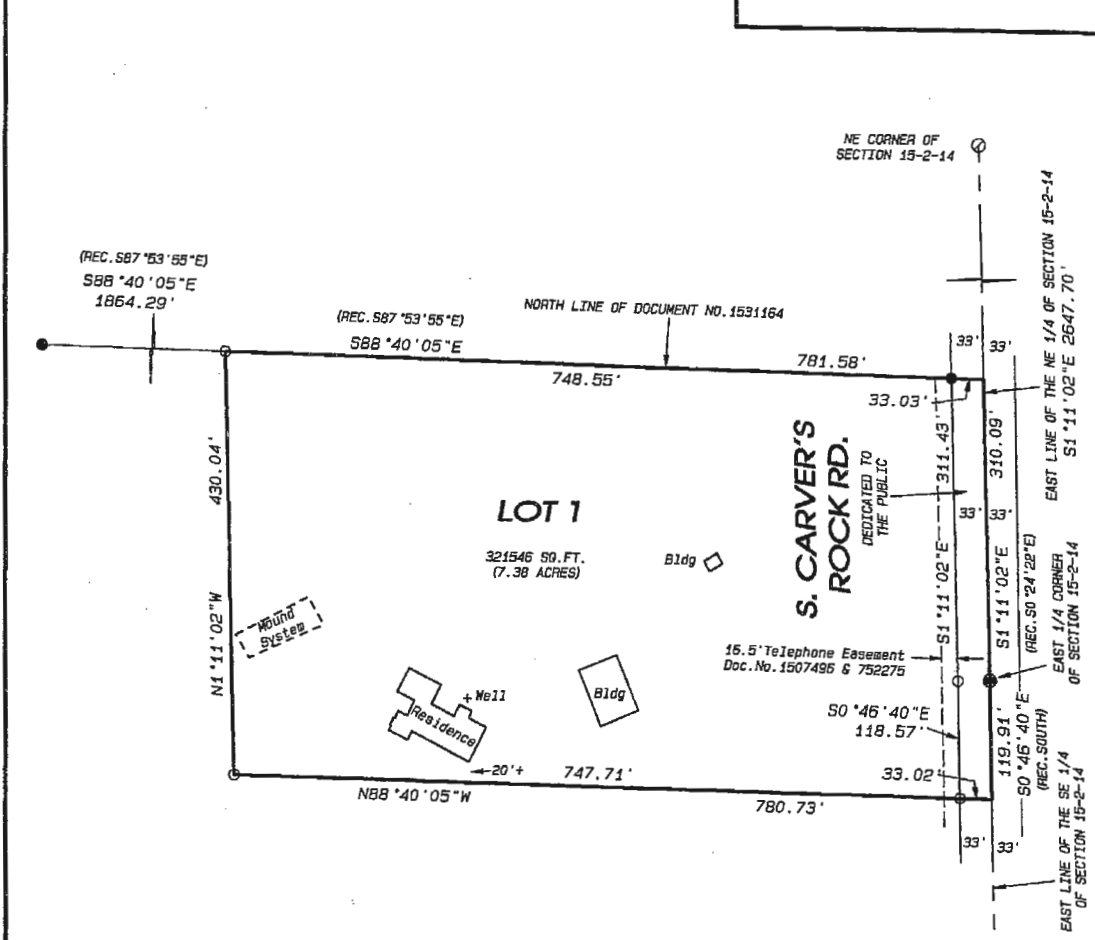 NE CORNER OF
SECTION 15-2-14
(REC.S87°53'55"E)
S88°40'05"E
1864.29'
(REC.S87°53'55"E)
S88°40'05"E
NORTH LINE OF DOCUMENT NO.1531164
748.55'
781.58'
33.03'
33'
33'
EAST LINE OF THE NE 1/4 OF SECTION 15-2-14
S1°11'02"E 2647.70'
430.04'
N1°11'02"W
LOT 1
321546 SQ.FT.
(7.38 ACRES)
Bldg
S. CARVER'S
ROCK RD.
DEDICATED TO
THE PUBLIC
311.43'
S1°11'02"E
33'
33'
310.09'
S1°11'02"E
(REC.S0°24'22"E)
EAST 1/4 CORNER
OF SECTION 15-2-14
16.5'Telephone Easement
Doc.No.1507496 & 752275
Mound
System
Well
Residence
Bldg
S0°46'40"E
118.57'
119.91'
S0°46'40"E
(REC.SOUTH)
20'±
747.71'
33.02'
N88°40'05"W
780.73'
33'
33'
EAST LINE OF THE SE 1/4
OF SECTION 15-2-14